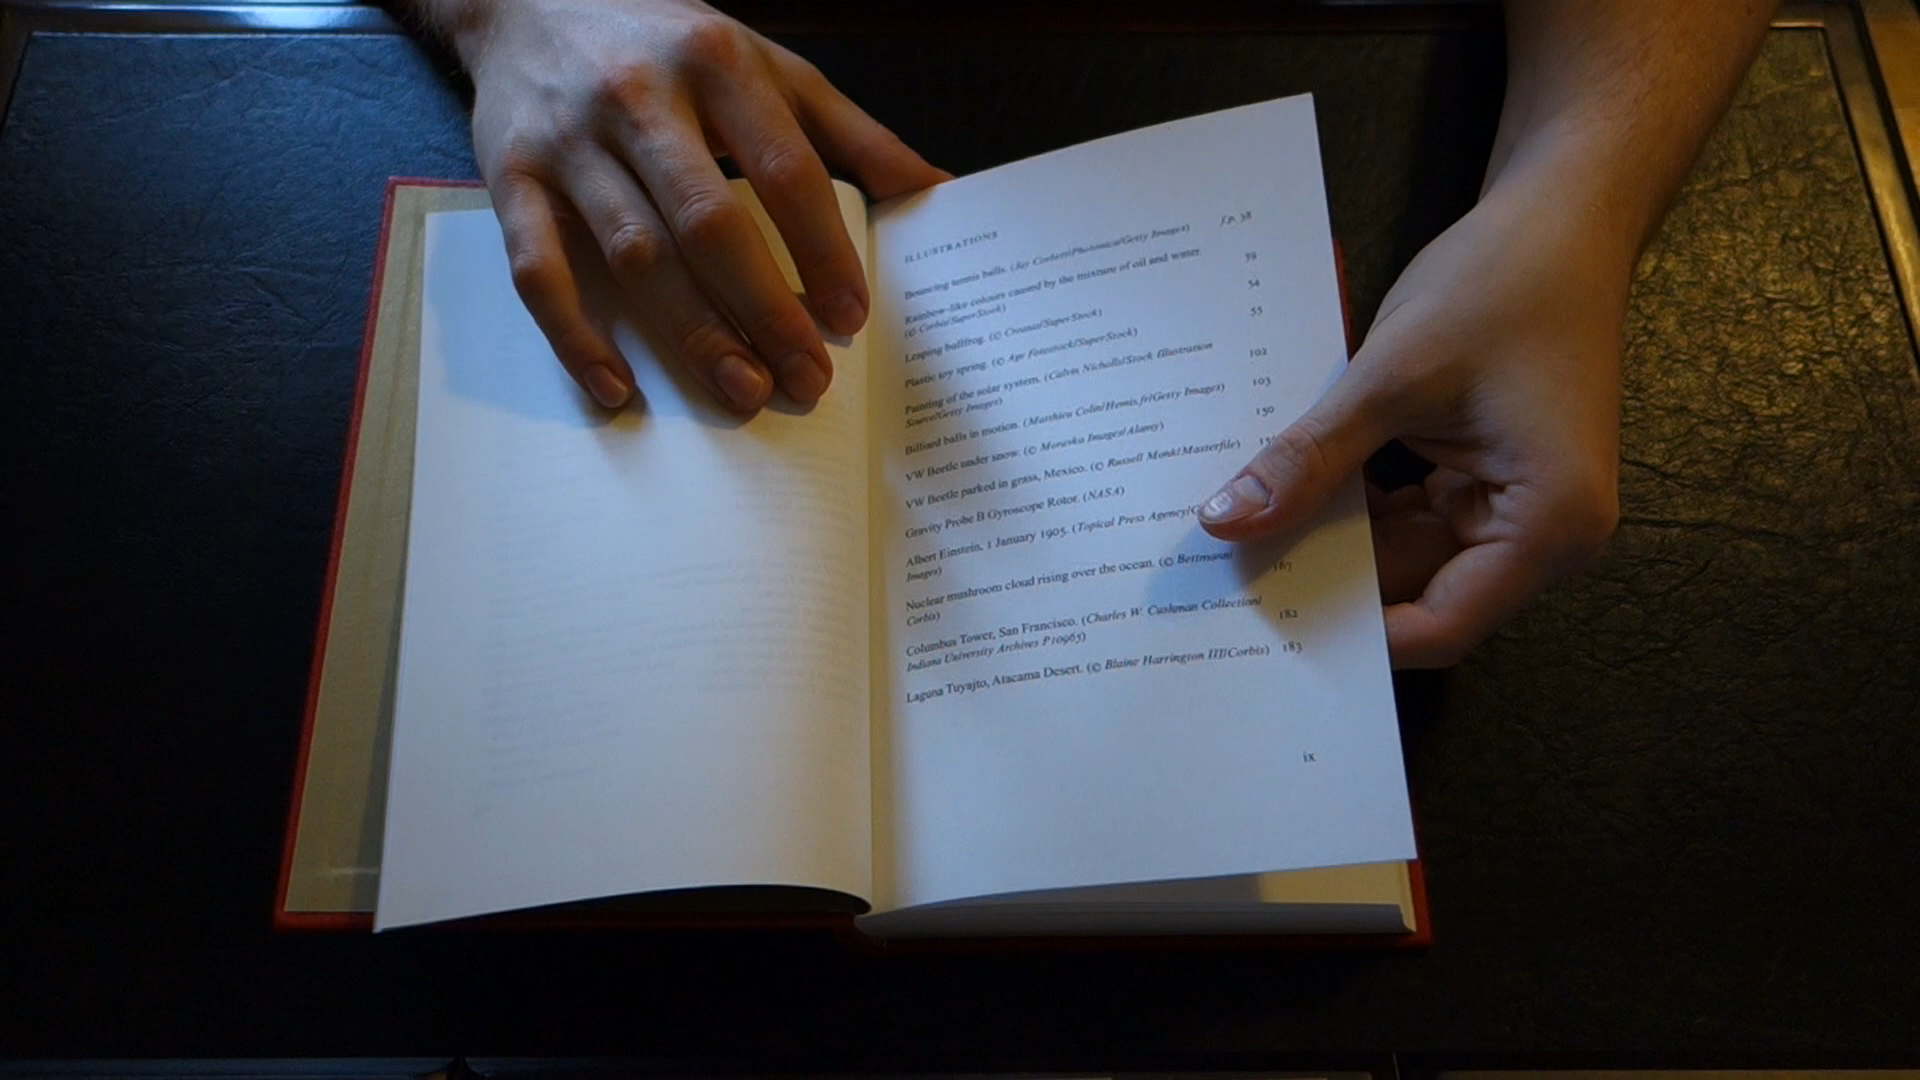 ILLUSTRATIONS
f.p. 38
Bouncing tennis balls. (Jay Corbett/Photonica/Getty Images)
Rainbow-like colours caused by the mixture of oil and water. 39
(© Corbis/SuperStock)
Leaping bullfrog. (© Creatas/SuperStock) 54
Plastic toy spring. (© Age Fotostock/SuperStock) 55
Painting of the solar system. (Calvin Nicholls/Stock Illustration
Source/Getty Images) 102
Billiard balls in motion. (Matthieu Colin/Hemis.fr/Getty Images) 103
VW Beetle under snow. (© Moravka Images/Alamy) 150
VW Beetle parked in grass, Mexico. (© Russell Monk/Masterfile)
Gravity Probe B Gyroscope Rotor. (NASA)
Albert Einstein, 1 January 1905. (Topical Press Agency/
Images)
Nuclear mushroom cloud rising over the ocean. (© Bettmann/
Corbis) 167
Columbus Tower, San Francisco. (Charles W. Cushman Collection/
Indiana University Archives P10965) 182
Laguna Tuyajto, Atacama Desert. (© Blaine Harrington III/Corbis) 183
ix